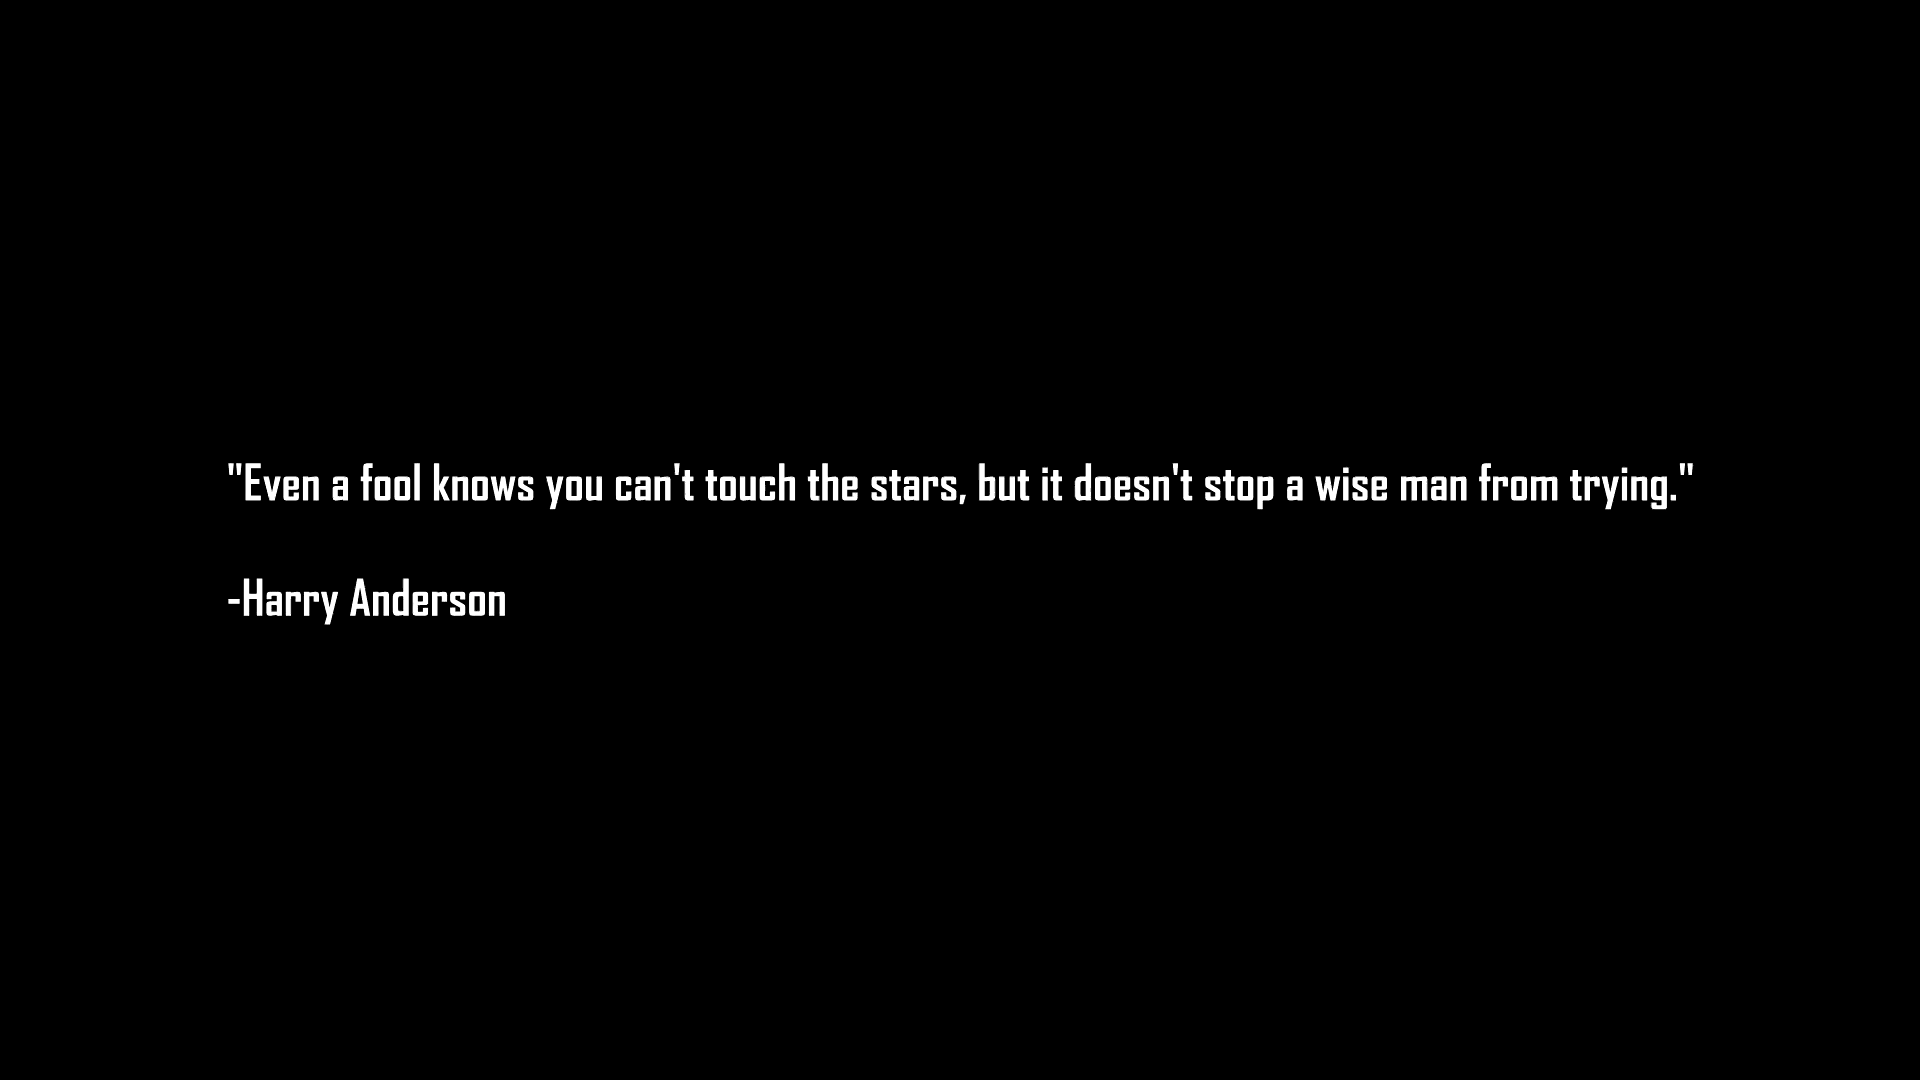 "Even a fool knows you can't touch the stars, but it doesn't stop a wise man from trying."
-Harry Anderson